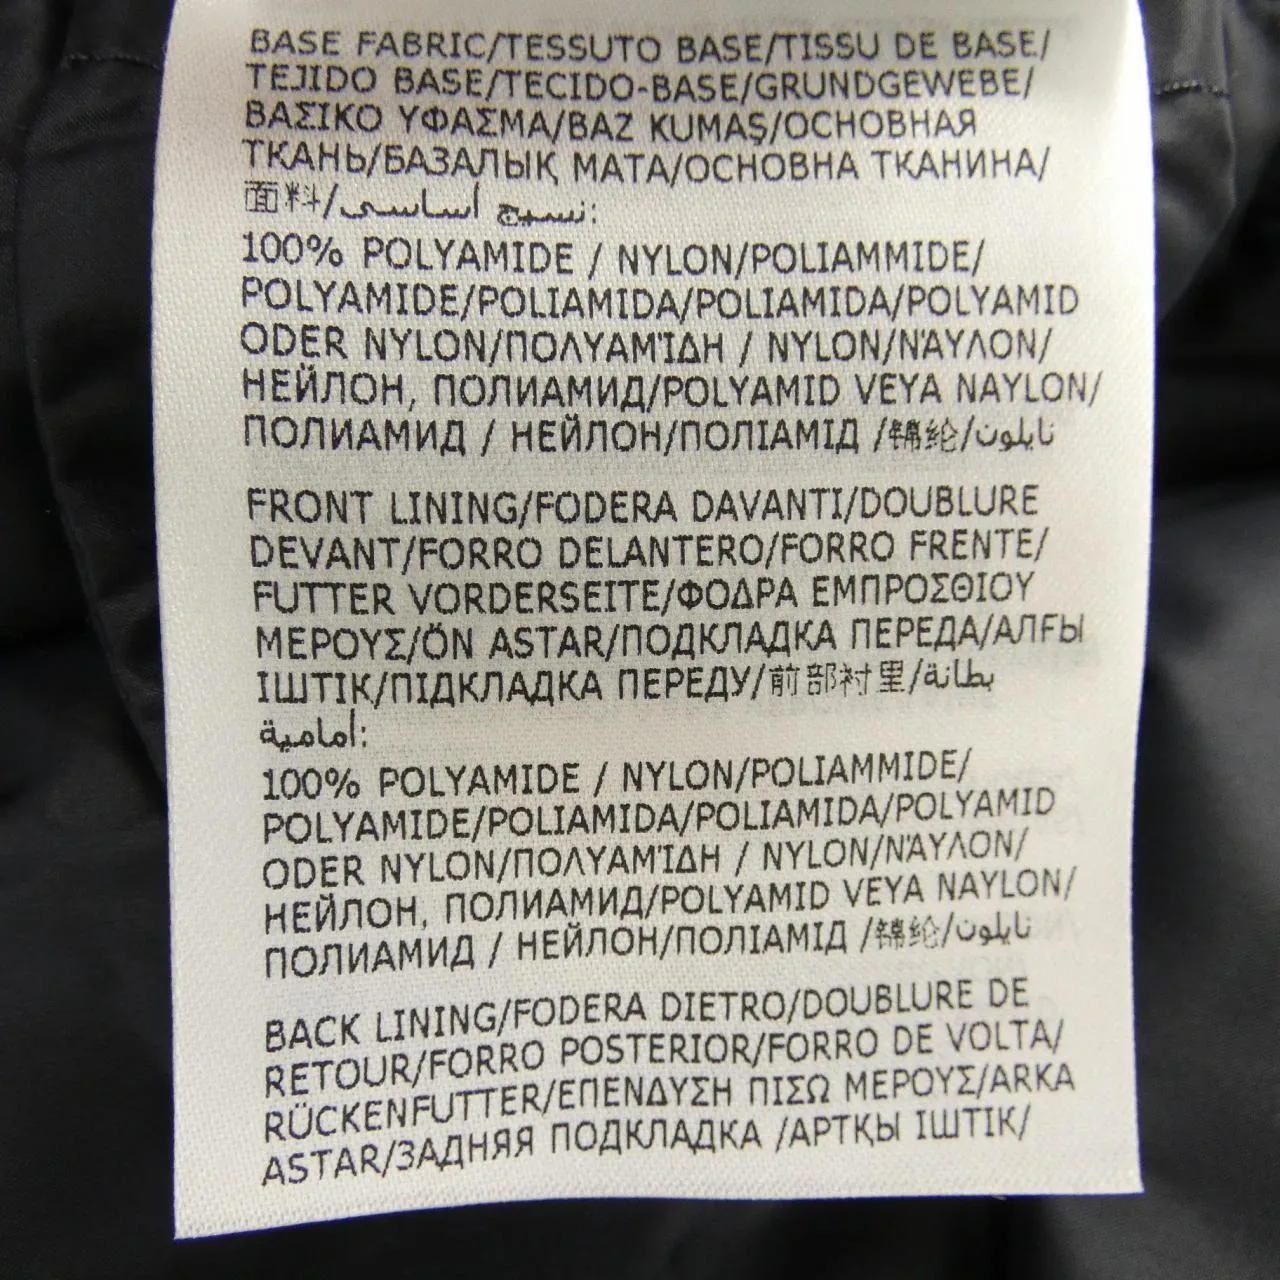 BASE FABRIC/TESSUTO BASE/TISSU DE BASE/
TEJIDO BASE/TECIDO-BASE/GRUNDGEWEBE/
ΒΑΣΙΚΟ ΥΦΑΣΜΑ/BAZ KUMAŞ/ОСНОВНАЯ
ТКАНЬ/БАЗАЛЫҚ МАТА/ОСНОВНА ТКАНИНА/
面料/نسيج أساسي:
100% POLYAMIDE / NYLON/POLIAMMIDE/
POLYAMIDE/POLIAMIDA/POLIAMIDA/POLYAMID
ODER NYLON/ΠΟΛΥΑΜΊΔΗ / NYLON/ΝΆΥΛΟΝ/
НЕЙЛОН, ПОЛИАМИД/POLYAMID VEYA NAYLON/
ПОЛИАМИД / НЕЙЛОН/ПОЛІАМІД /锦纶/نايلون
FRONT LINING/FODERA DAVANTI/DOUBLURE
DEVANT/FORRO DELANTERO/FORRO FRENTE/
FUTTER VORDERSEITE/ΦΟΔΡΑ ΕΜΠΡΟΣΘΙΟΥ
ΜΕΡΟΥΣ/ÖN ASTAR/ПОДКЛАДКА ПЕРЕДА/АЛҒЫ
ІШТІК/ПІДКЛАДКА ПЕРЕДУ/前部衬里/بطانة
أمامية:
100% POLYAMIDE / NYLON/POLIAMMIDE/
POLYAMIDE/POLIAMIDA/POLIAMIDA/POLYAMID
ODER NYLON/ΠΟΛΥΑΜΊΔΗ / NYLON/ΝΆΥΛΟΝ/
НЕЙЛОН, ПОЛИАМИД/POLYAMID VEYA NAYLON/
ПОЛИАМИД / НЕЙЛОН/ПОЛІАМІД /锦纶/نايلون
BACK LINING/FODERA DIETRO/DOUBLURE DE
RETOUR/FORRO POSTERIOR/FORRO DE VOLTA/
RÜCKENFUTTER/ΕΠΕΝΔΥΣΗ ΠΙΣΩ ΜΕΡΟΥΣ/ARKA
ASTAR/ЗАДНЯЯ ПОДКЛАДКА /АРТҚЫ ІШТІК/